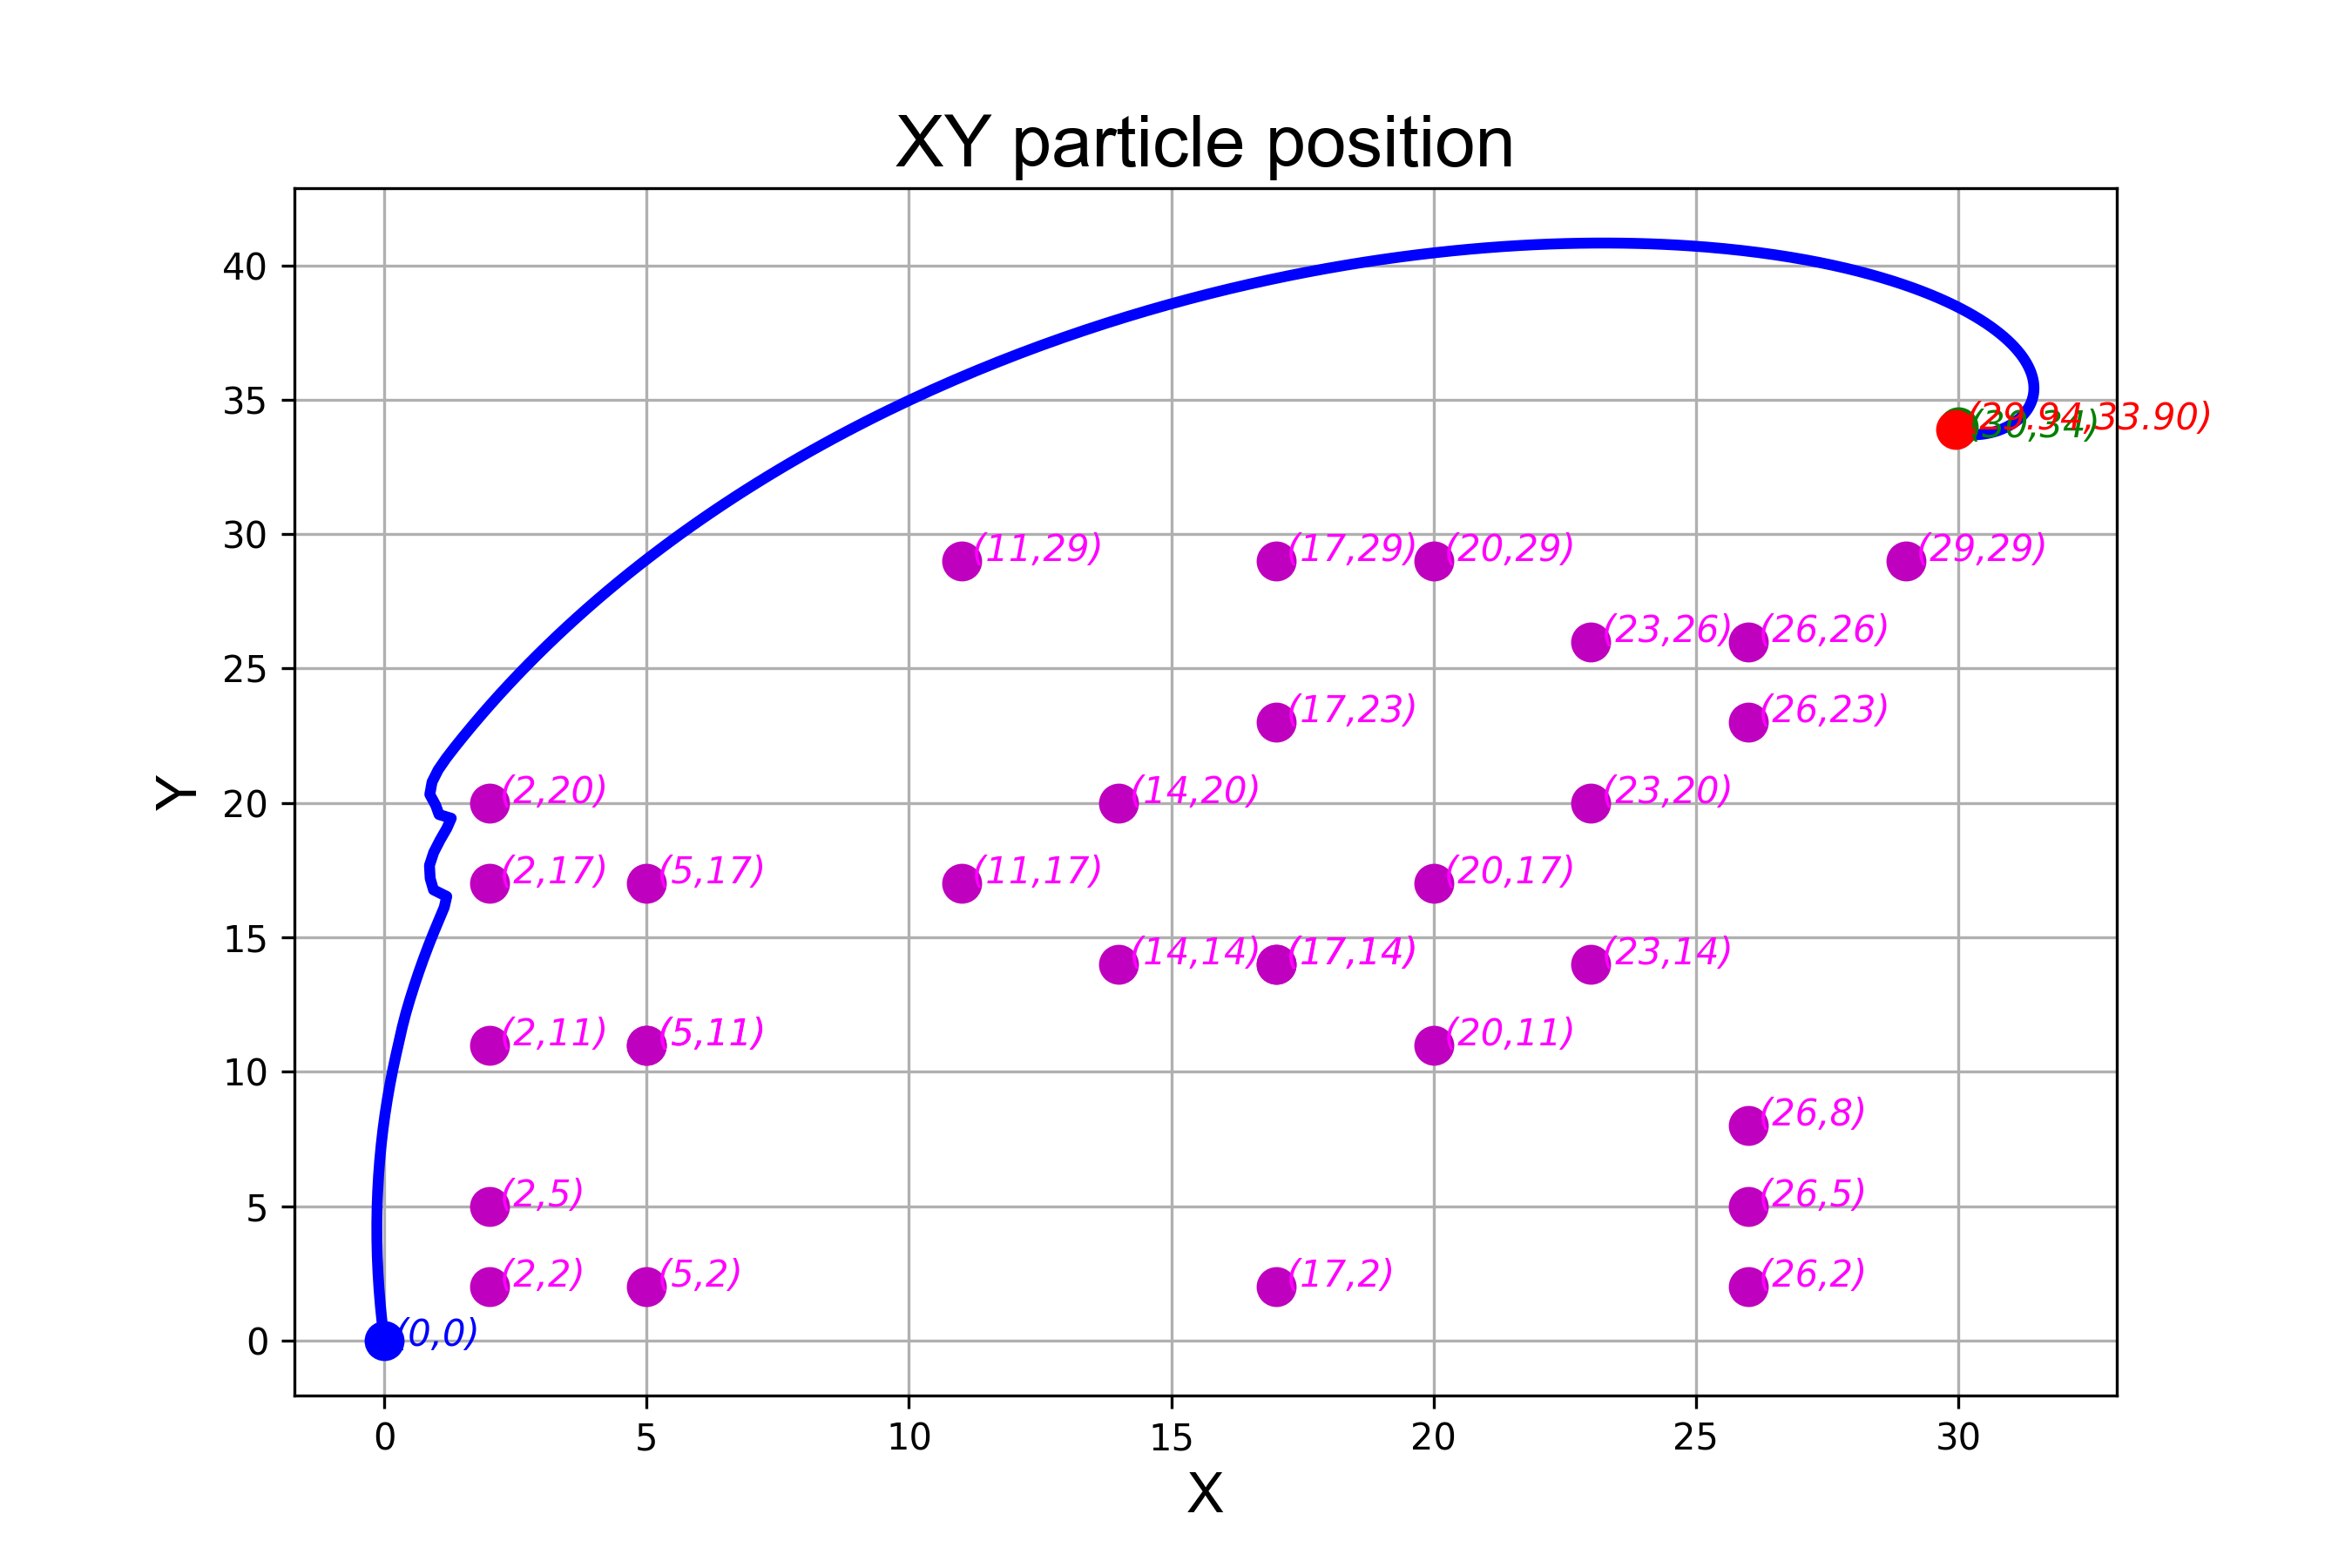 XY particle position
40
35
(29.94,33.90)
(30,34)
30
(11,29) (17,29) (20,29) (29,29)
(23,26) (26,26)
25
(17,23) (26,23)
Y
20
(2,20) (14,20) (23,20)
(2,17) (5,17) (11,17) (20,17)
15
(14,14) (17,14) (23,14)
(2,11) (5,11) (20,11)
10
(26,8)
5
(2,5) (26,5)
(2,2) (5,2) (17,2) (26,2)
0
(0,0)
0 5 10 15 20 25 30
X